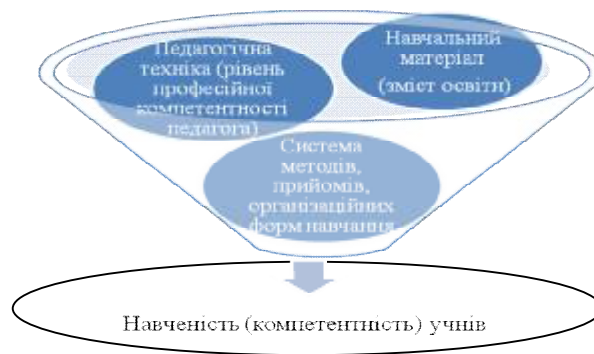 Педагогічна
техніка (рівень
професійної
компетентності
педагога)
Навчальний
матеріал
(зміст освіти)
Система
методів,
прийомів,
організаційних
форм навчання
Навченість (компетентність) учнів